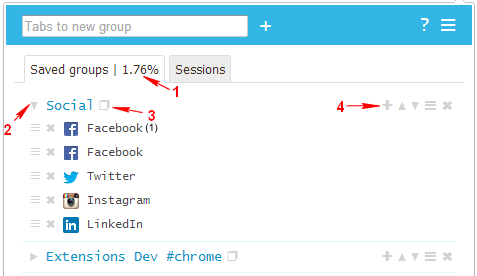 Tabs to new group + ?
Saved groups | 1.76% Sessions
1
2 Social 3 4
Facebook(1)
Facebook
Twitter
Instagram
LinkedIn
Extensions Dev #chrome